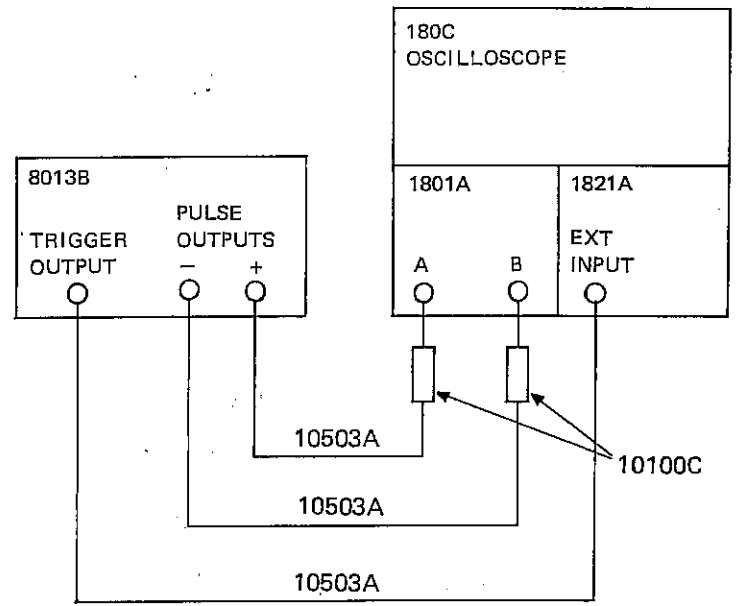 180C
OSCILLOSCOPE
8013B
PULSE
OUTPUTS
TRIGGER
OUTPUT
−
+
1801A
A
B
1821A
EXT
INPUT
10503A
10100C
10503A
10503A